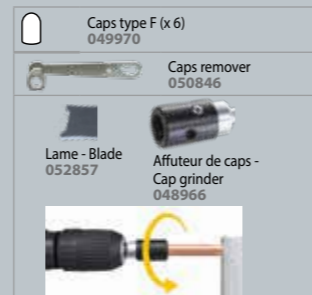 Caps type F (x 6)
049970
Caps remover
050846
Lame - Blade
052857
Affuteur de caps -
Cap grinder
048966